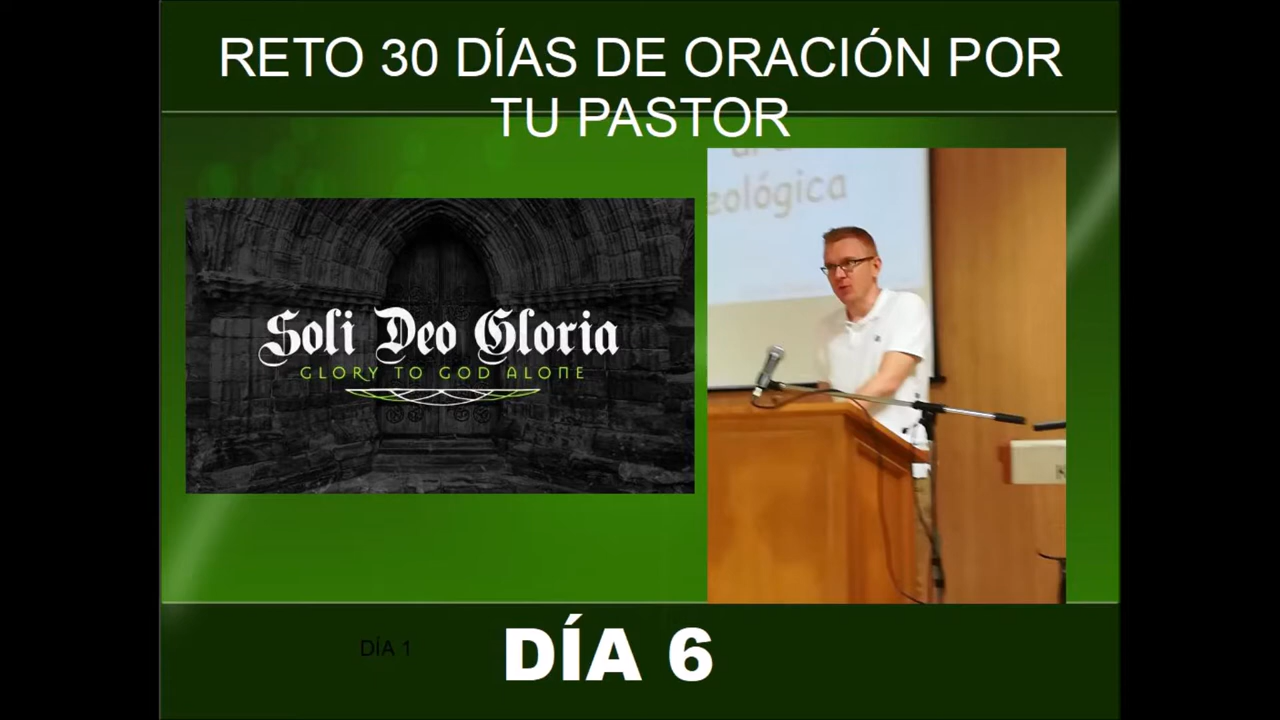 RETO 30 DÍAS DE ORACIÓN POR
TU PASTOR
eológica
Soli Deo Gloria
GLORY TO GOD ALONE
DÍA 1
DÍA 6